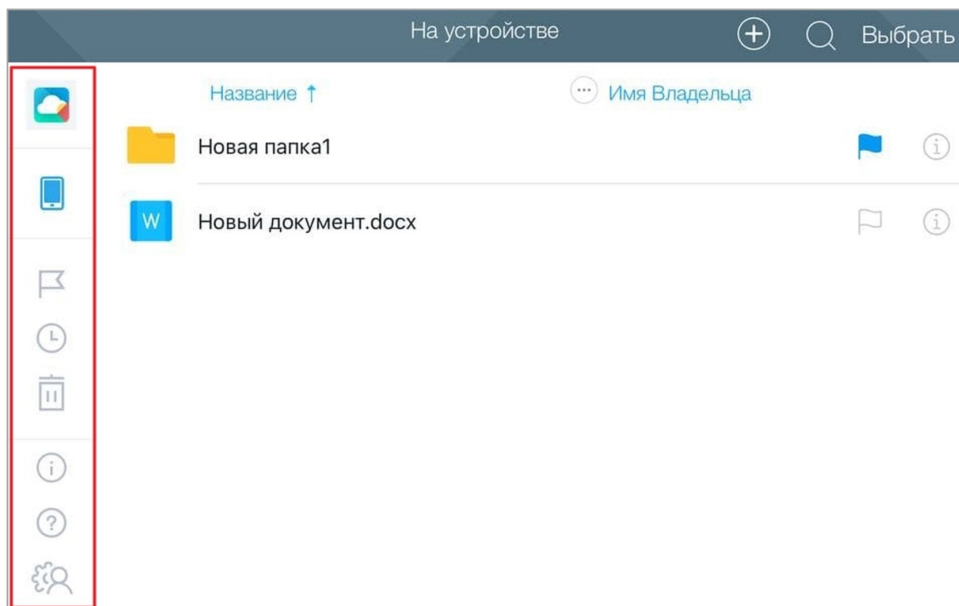 На устройстве
Выбрать
Название ↑
Имя Владельца
Новая папка1
W
Новый документ.docx